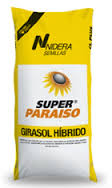 NIDERA
SEMILLAS
SUPER
PARAISO
GIRASOL HÍBRIDO